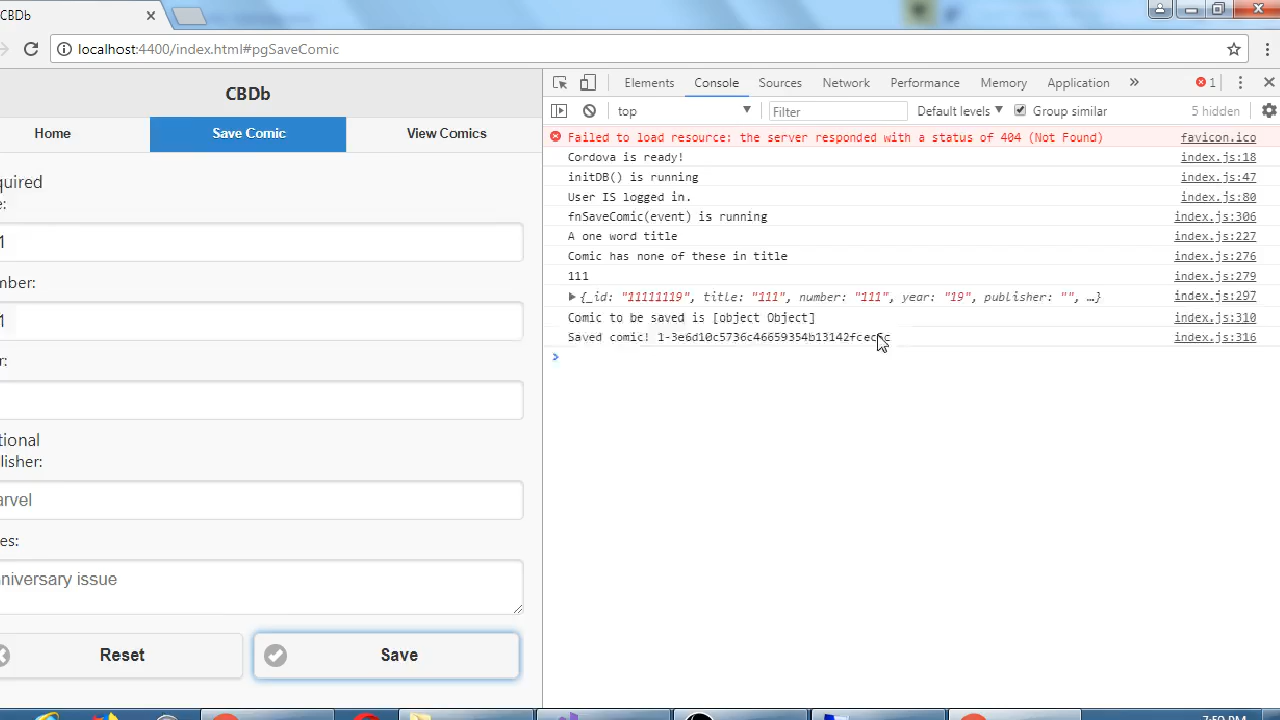 CBDb
localhost:4400/index.html#pgSaveComic
CBDb
Home
Save Comic
View Comics
quired
e:
1
mber:
1
r:
tional
lisher:
arvel
es:
niversary issue
Reset
Save
Elements
Console
Sources
Network
Performance
Memory
Application
»
1
top
Filter
Default levels
Group similar
5 hidden
Failed to load resource: the server responded with a status of 404 (Not Found) favicon.ico
Cordova is ready! index.js:18
initDB() is running index.js:47
User IS logged in. index.js:80
fnSaveComic(event) is running index.js:306
A one word title index.js:227
Comic has none of these in title index.js:276
111 index.js:279
{_id: "11111119", title: "111", number: "111", year: "19", publisher: "", …} index.js:297
Comic to be saved is [object Object] index.js:310
Saved comic! index.js:316
>